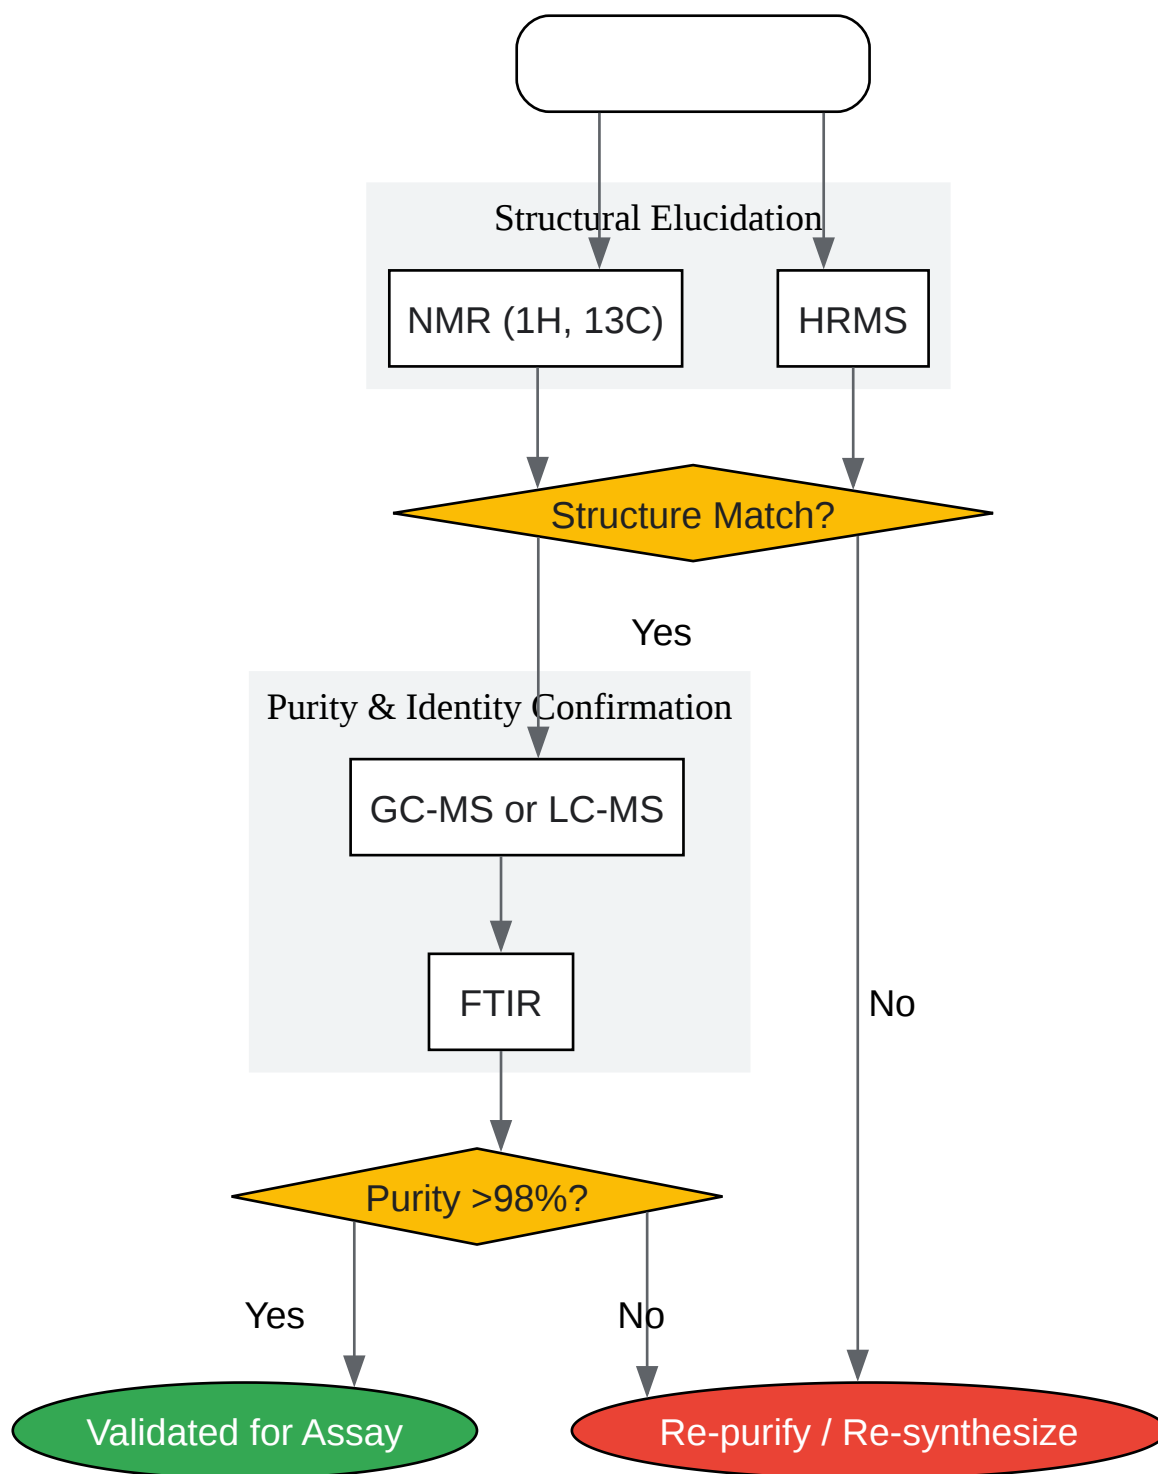 Structural Elucidation
NMR (1H, 13C)
HRMS
Structure Match?
Yes
Purity & Identity Confirmation
GC-MS or LC-MS
FTIR
No
Purity >98%?
Yes
No
Validated for Assay
Re-purify / Re-synthesize